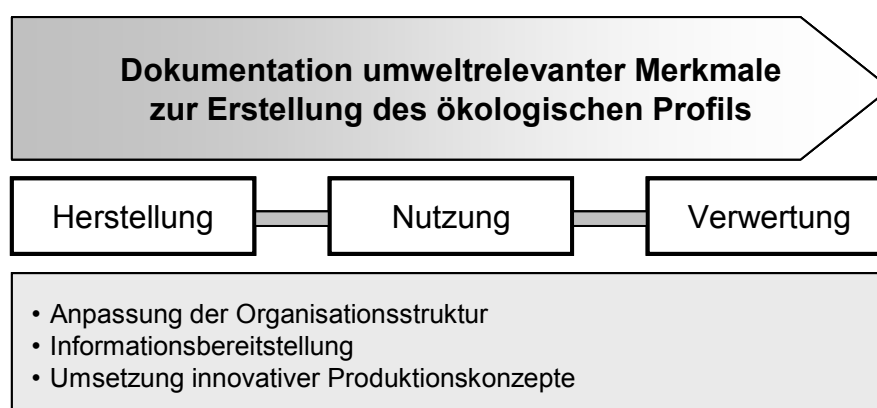 Dokumentation umweltrelevanter Merkmale
zur Erstellung des ökologischen Profils
Herstellung
Nutzung
Verwertung
• Anpassung der Organisationsstruktur
• Informationsbereitstellung
• Umsetzung innovativer Produktionskonzepte